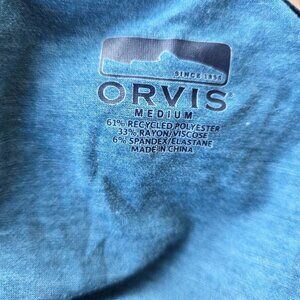 SINCE 1856
ORVIS
MEDIUM
61% RECYCLED POLYESTER
33% RAYON/VISCOSE
6% SPANDEX/ELASTANE
MADE IN CHINA